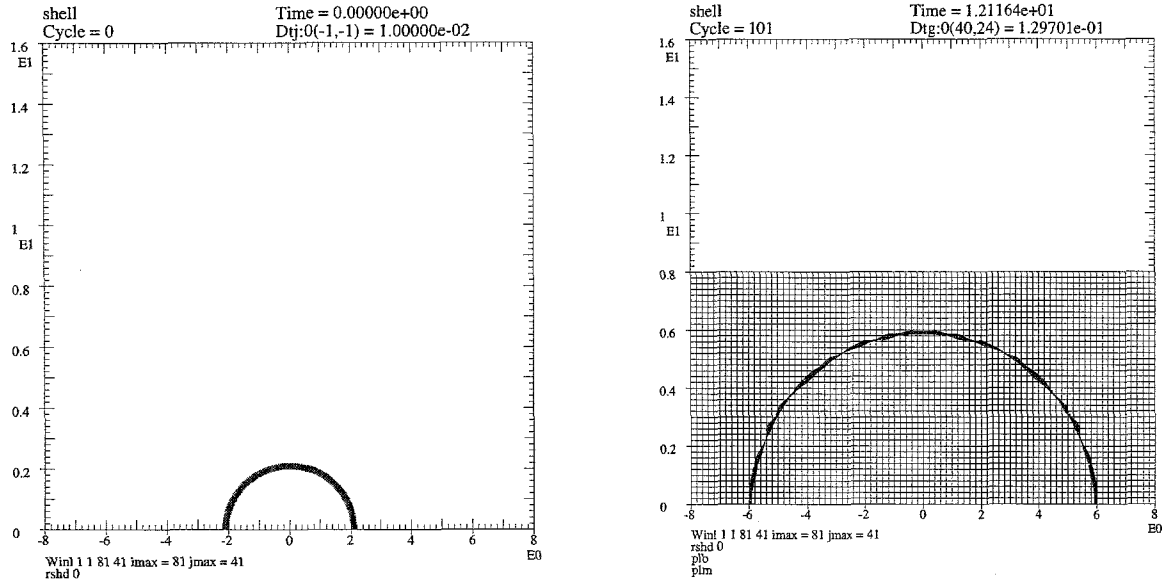 shell
Time = 0.00000e+00
Cycle = 0
Dtj:0(-1,-1) = 1.00000e-02
1.6
E1
1.4
1.2
1
E1
0.8
0.6
0.4
0.2
0
-8 -6 -4 -2 0 2 4 6 8
E0
Win1 1 1 81 41 imax = 81 jmax = 41
rshd 0
shell
Time = 1.21164e+01
Cycle = 101
Dtg:0(40,24) = 1.29701e-01
1.6
E1
1.4
1.2
1
E1
0.8
0.6
0.4
0.2
0
-8 -6 -4 -2 0 2 4 6 8
E0
Win1 1 1 81 41 imax = 81 jmax = 41
rshd 0
plb
plm